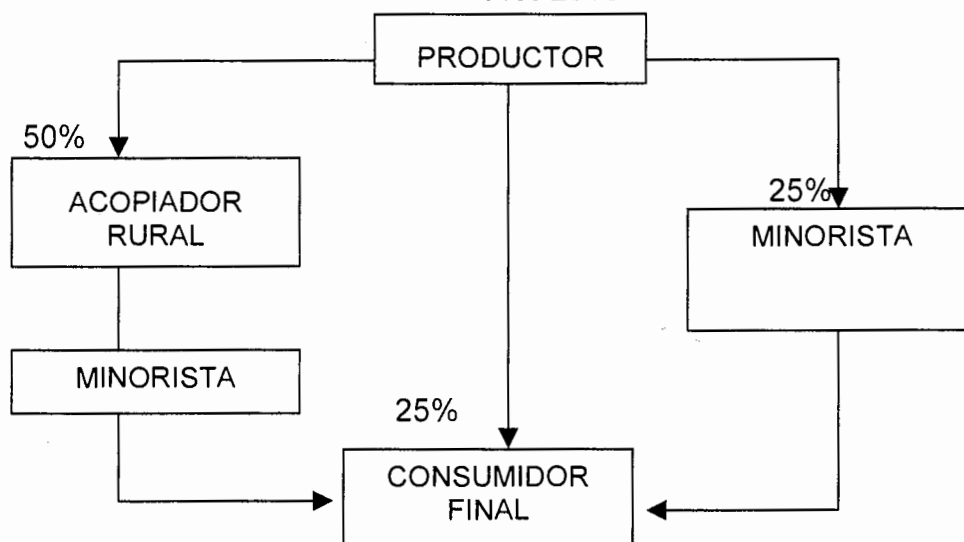 PRODUCTOR
50%
ACOPIADOR
RURAL
25%
MINORISTA
MINORISTA
25%
CONSUMIDOR
FINAL